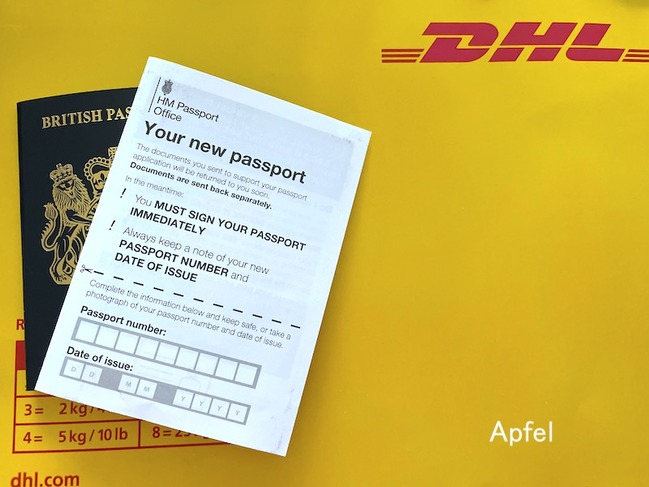 DHL
BRITISH PAS
HM Passport
Office
Your new passport
The documents you sent to support your passport
application will be returned to you soon.
Documents are sent back separately.
In the meantime:
! You MUST SIGN YOUR PASSPORT
IMMEDIATELY
! Always keep a note of your new
PASSPORT NUMBER and
DATE OF ISSUE
Complete the information below and keep safe, or take a
photograph of your passport number and date of issue.
Passport number:
Date of issue:
D D M M Y Y Y Y
R
3 = 2 kg/4
4 = 5 kg/10 lb 8 = 25
dhl.com
Apfel